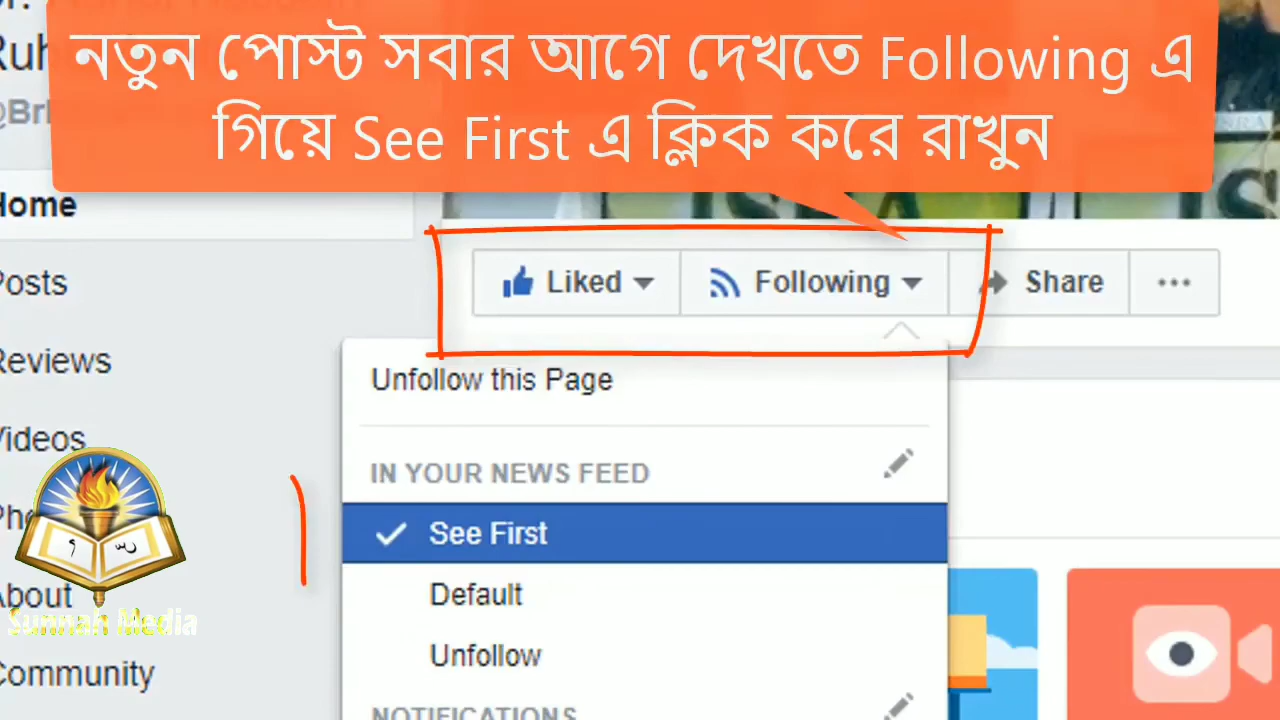 নতুন পোস্ট সবার আগে দেখতে Following এ
গিয়ে See First এ ক্লিক করে রাখুন
Home
Liked
Following
Share
Posts
Reviews
Unfollow this Page
Videos
IN YOUR NEWS FEED
See First
Default
About
Sunnah Media
Unfollow
Community
NOTIFICATIONS